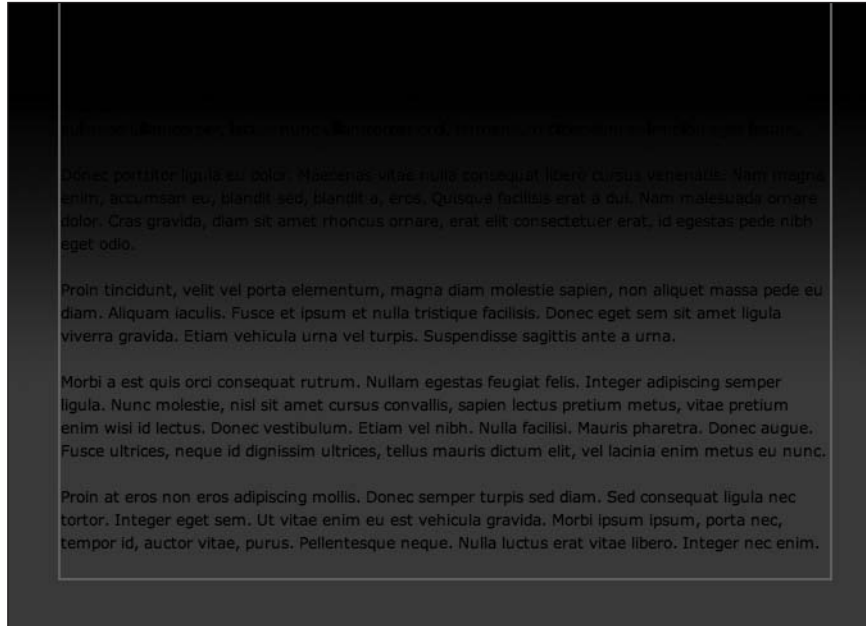 Donec porttitor ligula eu dolor. Maecenas vitae nulla consequat libero cursus venenatis. Nam magna
enim, accumsan eu, blandit sed, blandit a, eros. Quisque facilisis erat a dui. Nam malesuada ornare
dolor. Cras gravida, diam sit amet rhoncus ornare, erat elit consectetuer erat, id egestas pede nibh
eget odio.
Proin tincidunt, velit vel porta elementum, magna diam molestie sapien, non aliquet massa pede eu
diam. Aliquam iaculis. Fusce et ipsum et nulla tristique facilisis. Donec eget sem sit amet ligula
viverra gravida. Etiam vehicula urna vel turpis. Suspendisse sagittis ante a urna.
Morbi a est quis orci consequat rutrum. Nullam egestas feugiat felis. Integer adipiscing semper
ligula. Nunc molestie, nisl sit amet cursus convallis, sapien lectus pretium metus, vitae pretium
enim wisi id lectus. Donec vestibulum. Etiam vel nibh. Nulla facilisi. Mauris pharetra. Donec augue.
Fusce ultrices, neque id dignissim ultrices, tellus mauris dictum elit, vel lacinia enim metus eu nunc.
Proin at eros non eros adipiscing mollis. Donec semper turpis sed diam. Sed consequat ligula nec
tortor. Integer eget sem. Ut vitae enim eu est vehicula gravida. Morbi ipsum ipsum, porta nec,
tempor id, auctor vitae, purus. Pellentesque neque. Nulla luctus erat vitae libero. Integer nec enim.